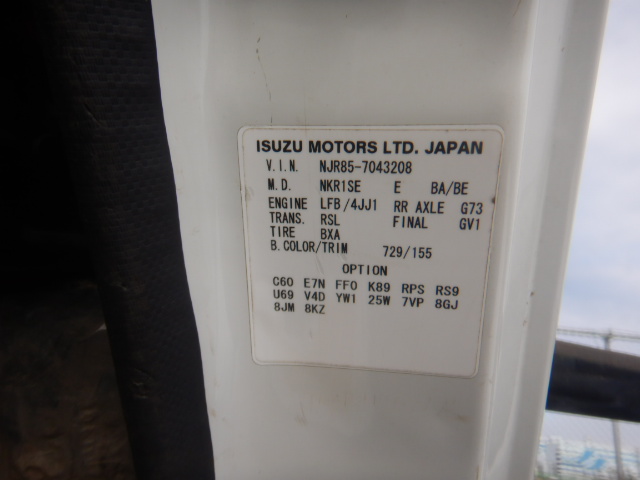 ISUZU MOTORS LTD. JAPAN
V.I.N. NJR85-7043208
M.D. NKR1SE E BA/BE
ENGINE LFB/4JJ1 RR AXLE G73
TRANS. RSL FINAL GV1
TIRE BXA
B.COLOR/TRIM 729/155
OPTION
C60 E7N FF0 K89 RPS RS9
U69 V4D YW1 25W 7VP 8GJ
8JM 8KZ